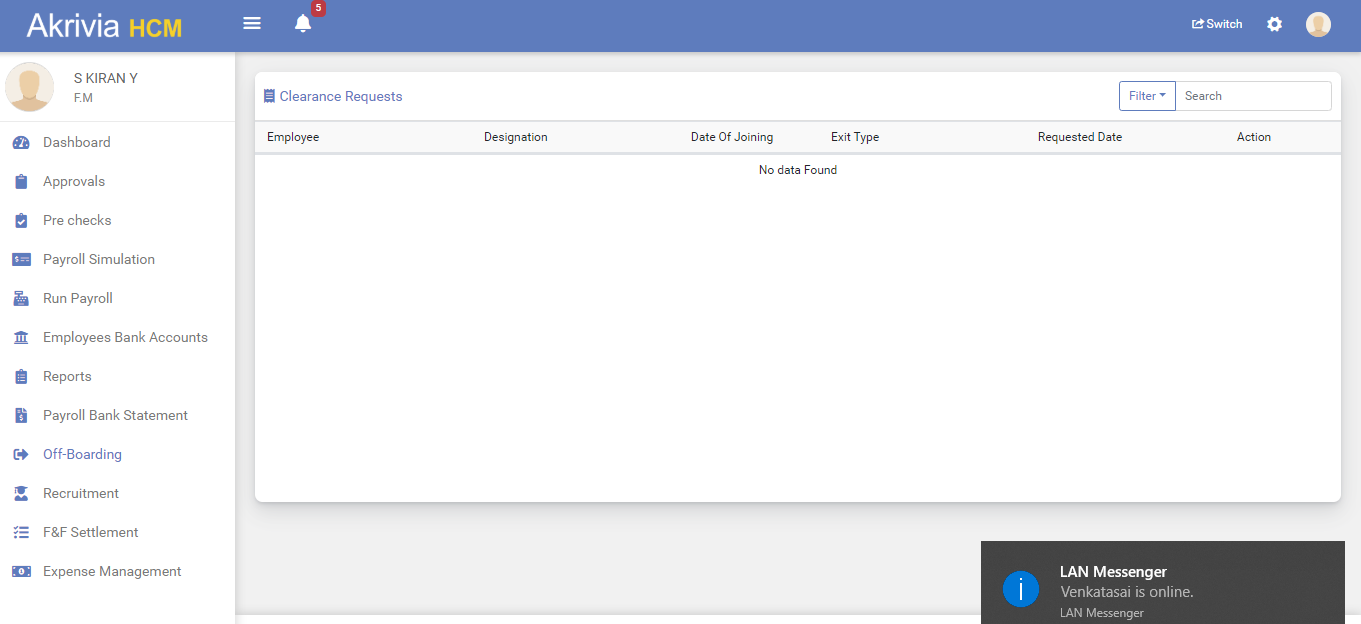 Akrivia HCM
5
Switch
S KIRAN Y
F.M
Dashboard
Approvals
Pre checks
Payroll Simulation
Run Payroll
Employees Bank Accounts
Reports
Payroll Bank Statement
Off-Boarding
Recruitment
F&F Settlement
Expense Management
Clearance Requests
Filter Search
Employee Designation Date Of Joining Exit Type Requested Date Action
No data Found
LAN Messenger
Venkatasai is online.
LAN Messenger